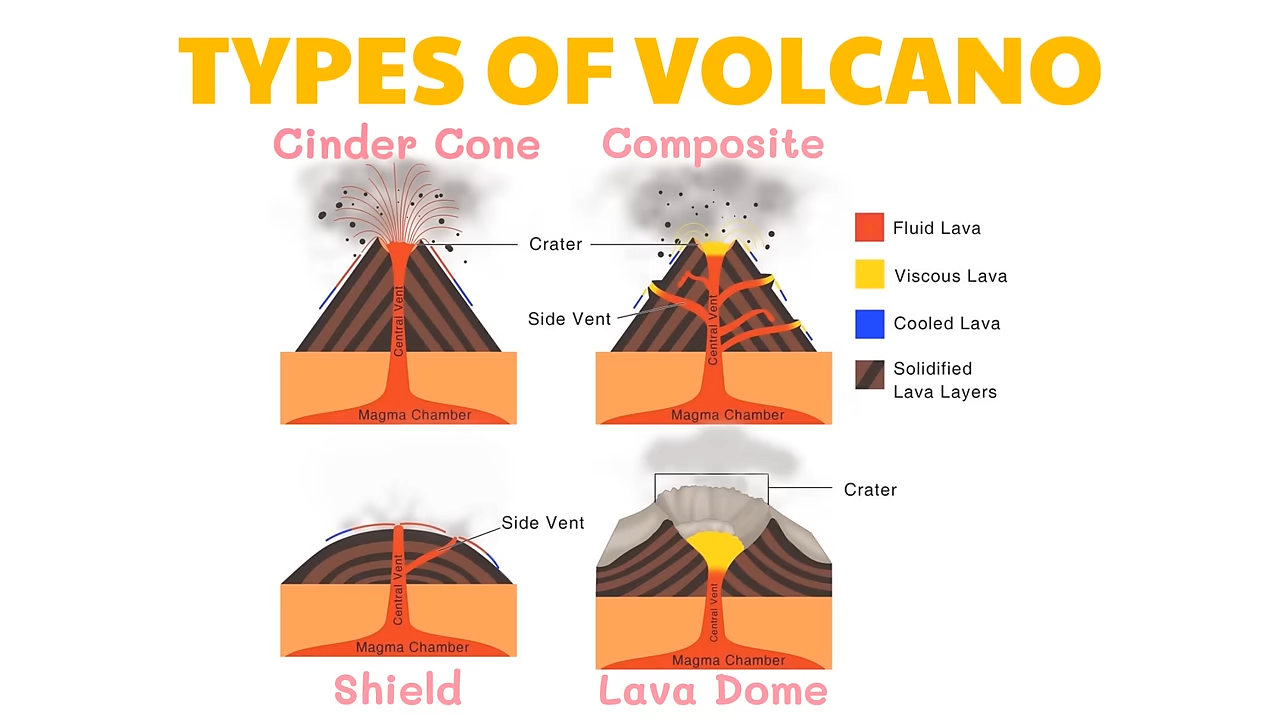 TYPES OF VOLCANO
Cinder Cone
Composite
Crater
Side Vent
Central Vent
Magma Chamber
Central Vent
Magma Chamber
Fluid Lava
Viscous Lava
Cooled Lava
Solidified
Lava Layers
Side Vent
Central Vent
Magma Chamber
Shield
Crater
Central Vent
Magma Chamber
Lava Dome